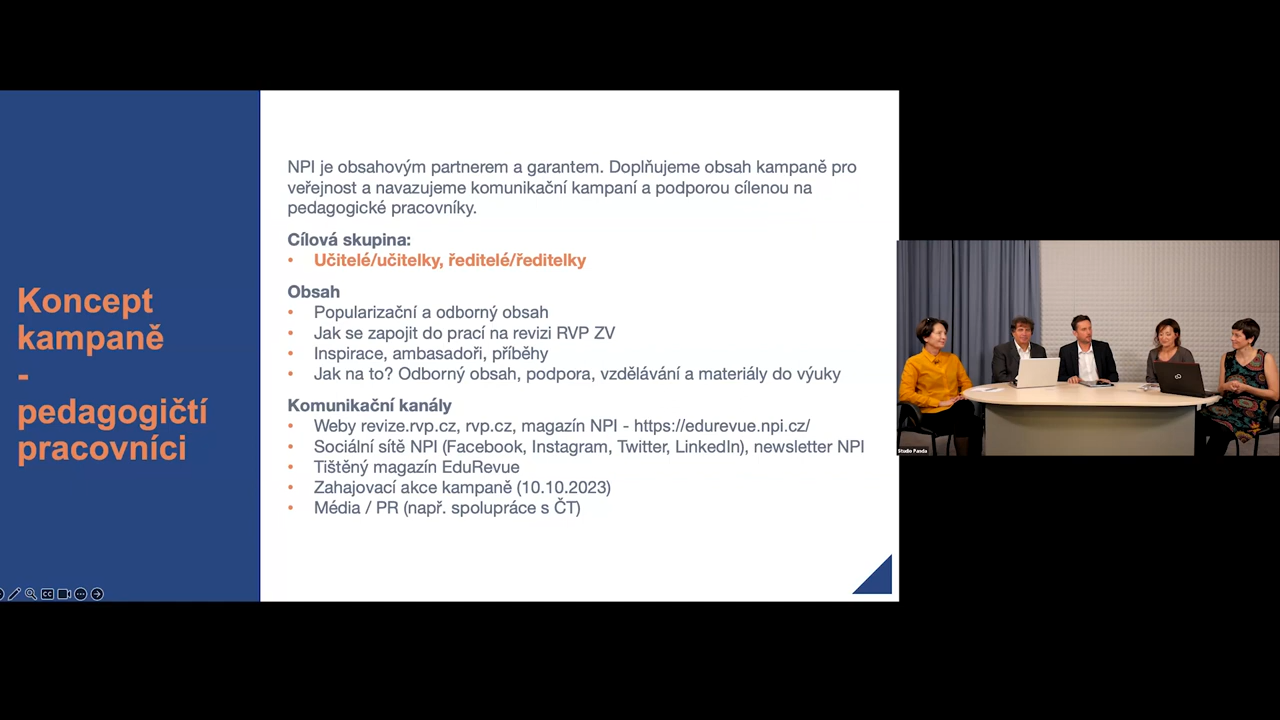 Koncept
kampaně
-
pedagogičtí
pracovníci
NPI je obsahovým partnerem a garantem. Doplňujeme obsah kampaně pro
veřejnost a navazujeme komunikační kampaní a podporou cílenou na
pedagogické pracovníky.
Cílová skupina:
• Učitelé/učitelky, ředitelé/ředitelky
Obsah
• Popularizační a odborný obsah
• Jak se zapojit do prací na revizi RVP ZV
• Inspirace, ambasadoři, příběhy
• Jak na to? Odborný obsah, podpora, vzdělávání a materiály do výuky
Komunikační kanály
• Weby revize.rvp.cz, rvp.cz, magazín NPI - https://edurevue.npi.cz/
• Sociální sítě NPI (Facebook, Instagram, Twitter, LinkedIn), newsletter NPI
• Tištěný magazín EduRevue
• Zahajovací akce kampaně (10.10.2023)
• Média / PR (např. spolupráce s ČT)
Studio Panda